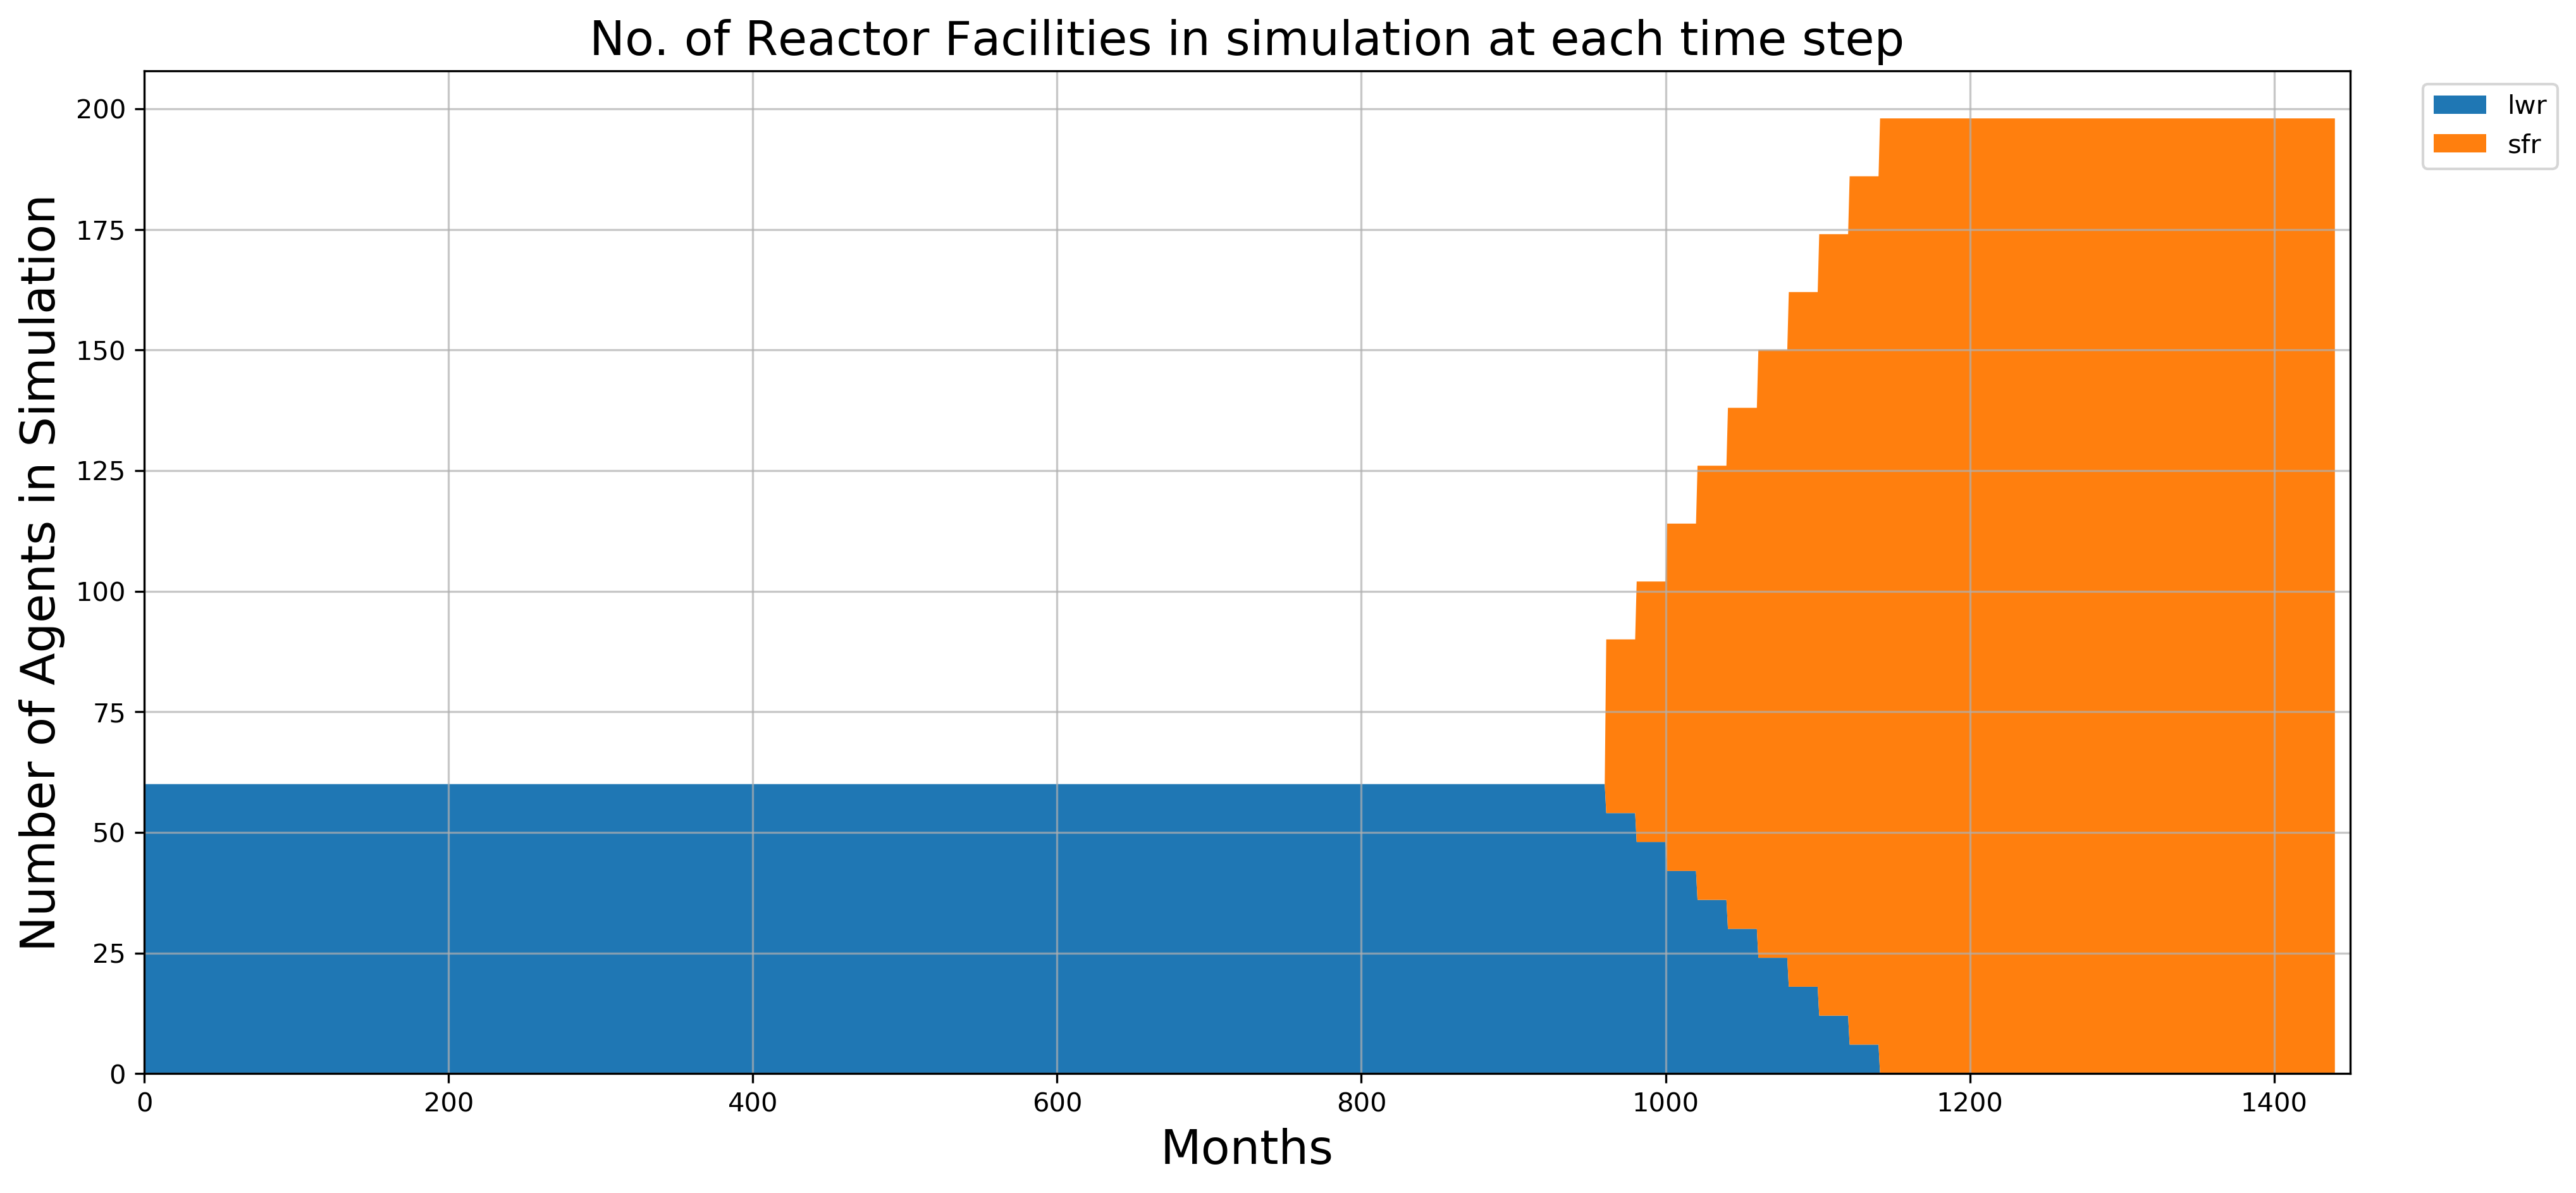 No. of Reactor Facilities in simulation at each time step
Number of Agents in Simulation
200
175
150
125
100
75
50
25
0
0 200 400 600 800 1000 1200 1400
Months
lwr
sfr